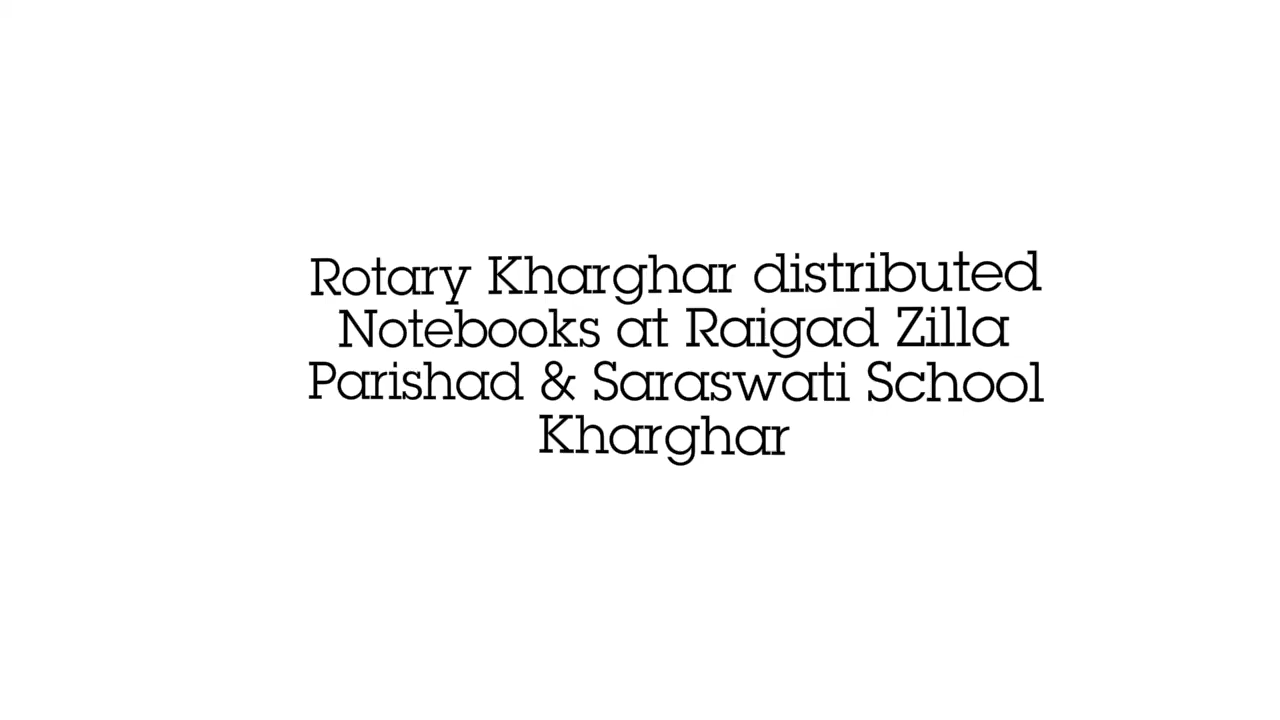 Rotary Kharghar distributed
Notebooks at Raigad Zilla
Parishad & Saraswati School
Kharghar